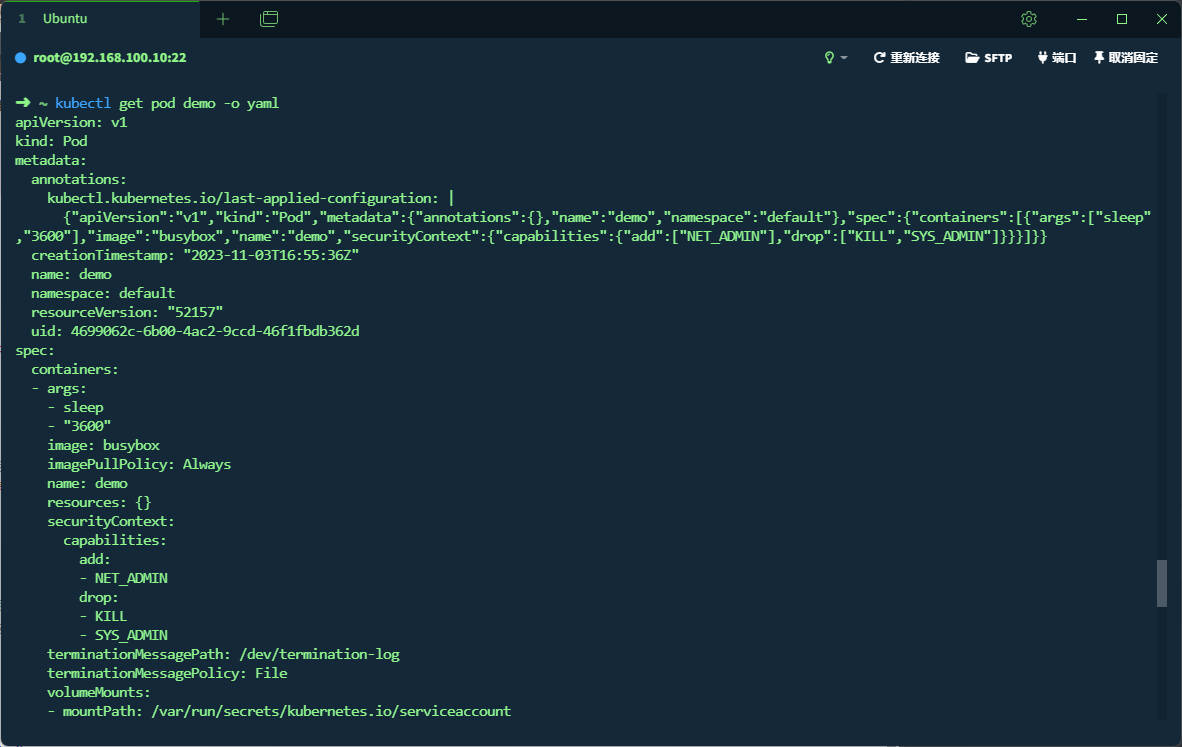 1 Ubuntu
root@192.168.100.10:22 重新连接 SFTP 端口 取消固定
➜ ~ kubectl get pod demo -o yaml
apiVersion: v1
kind: Pod
metadata:
  annotations:
    kubectl.kubernetes.io/last-applied-configuration: |
      {"apiVersion":"v1","kind":"Pod","metadata":{"annotations":{},"name":"demo","namespace":"default"},"spec":{"containers":[{"args":["sleep"
,"3600"],"image":"busybox","name":"demo","securityContext":{"capabilities":{"add":["NET_ADMIN"],"drop":["KILL","SYS_ADMIN"]}}}]}}
  creationTimestamp: "2023-11-03T16:55:36Z"
  name: demo
  namespace: default
  resourceVersion: "52157"
  uid: 4699062c-6b00-4ac2-9ccd-46f1fbdb362d
spec:
  containers:
  - args:
    - sleep
    - "3600"
    image: busybox
    imagePullPolicy: Always
    name: demo
    resources: {}
    securityContext:
      capabilities:
        add:
        - NET_ADMIN
        drop:
        - KILL
        - SYS_ADMIN
    terminationMessagePath: /dev/termination-log
    terminationMessagePolicy: File
    volumeMounts:
    - mountPath: /var/run/secrets/kubernetes.io/serviceaccount